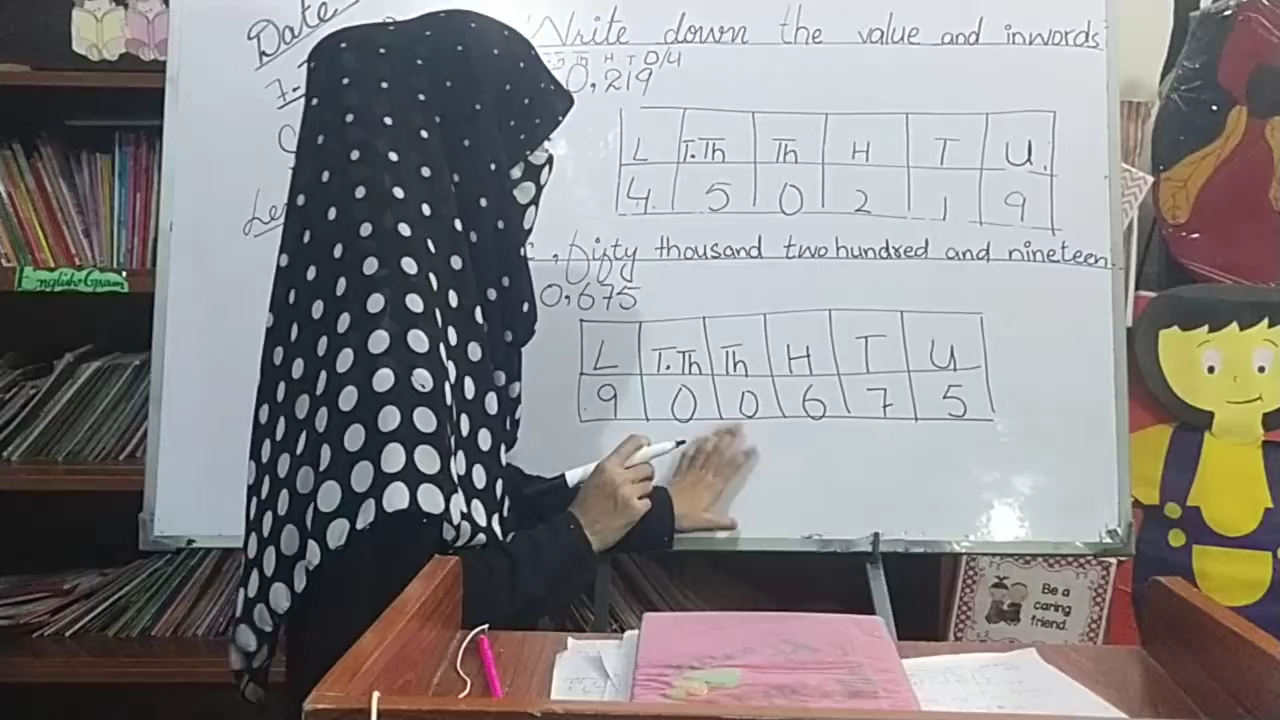 Date
Write down the value and inwords
7-
Th H T O/U
0,219
L T.Th Th H T U.
4 5 0 2 1 9
, fifty thousand two hundred and nineteen
0,675
L T.Th Th H T U
9 0 0 6 7 5
English Gram
Be a
caring
friend.